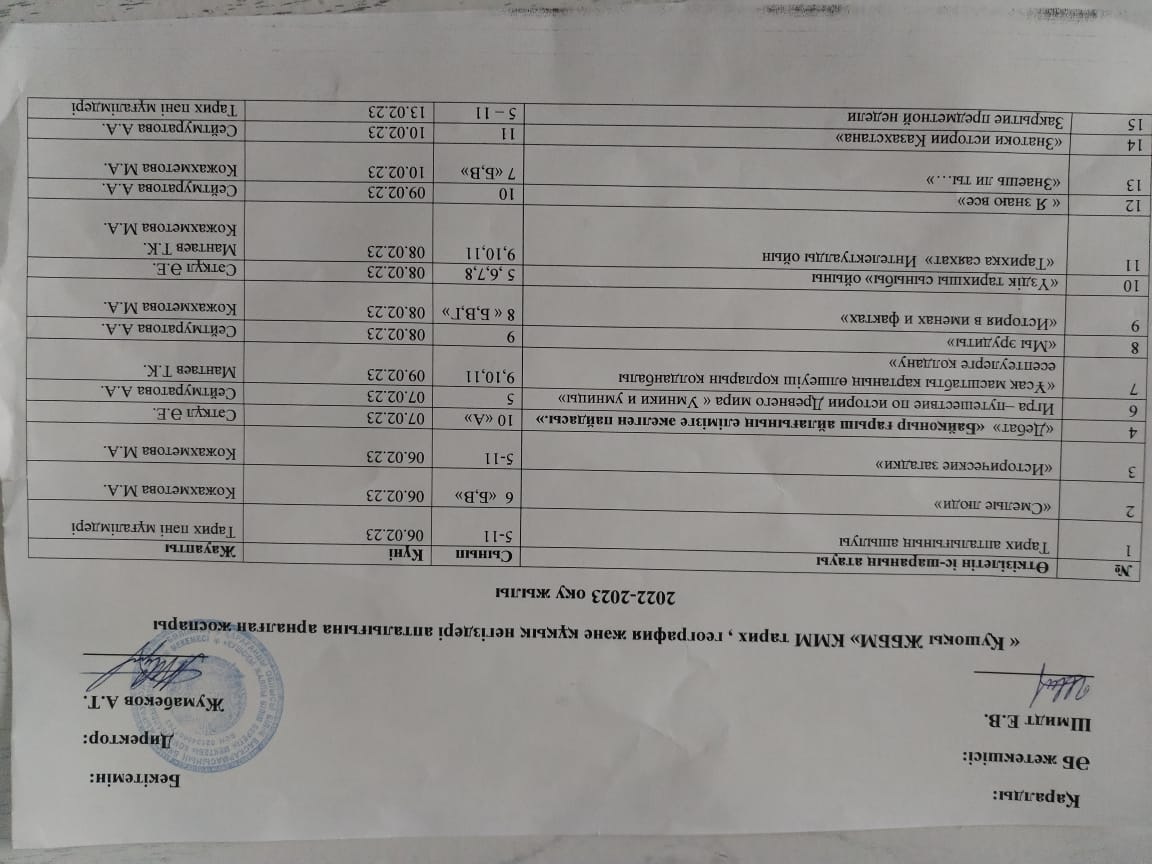 Қаралды:
ӘБ жетекшісі:
Шмидт Е.В.
Бекітемін:
Директор:
Жумабеков А.Т.
« Кушокы ЖББМ» КММ тарих , география және құқық негіздері апталығына арналған жоспары
2022-2023 оқу жылы
№ Өткізілетін іс-шараның атауы Сынып Күні Жауапты
1 Тарих апталығының ашылуы 5-11 06.02.23 Тарих пәні мұғалімдері
2 «Смелые люди» 6 «Б,В» 06.02.23 Кожахметова М.А.
3 «Исторические загадки» 5-11 06.02.23 Кожахметова М.А.
4 «Дебат» «Байқоңыр ғарыш айлағының елімізге әкелген пайдасы.» 10 «А» 07.02.23 Сәтқұл Ә.Е.
6 Игра –путешествие по истории Древнего мира « Умники и умницы» 5 07.02.23 Сейтмуратова А.А.
7 «Ұсақ масштабты картаның өлшеуіш қорларын қолданбалы 9,10,11 09.02.23 Мантаев Т.К.
есептеулерге қолдану»
8 «Мы эрудиты» 9 08.02.23 Сейтмуратова А.А.
9 «История в именах и фактах» 8 « Б,В,Г» 08.02.23 Кожахметова М.А.
10 «Үздік тарихшы сыныбы» ойыны 5 ,6,7,8 08.02.23 Сәтқұл Ә.Е.
11 «Тарихқа саяхат» Интелектуалды ойын 9,10,11 08.02.23 Мантаев Т.К.
Кожахметова М.А.
12 « Я знаю все» 10 09.02.23 Сейтмуратова А.А.
13 «Знаешь ли ты…» 7 «Б,В» 10.02.23 Кожахметова М.А.
14 «Знатоки истории Казахстана» 11 10.02.23 Сейтмуратова А.А.
15 Закрытие предметной недели 5 – 11 13.02.23 Тарих пәні мұғалімдері